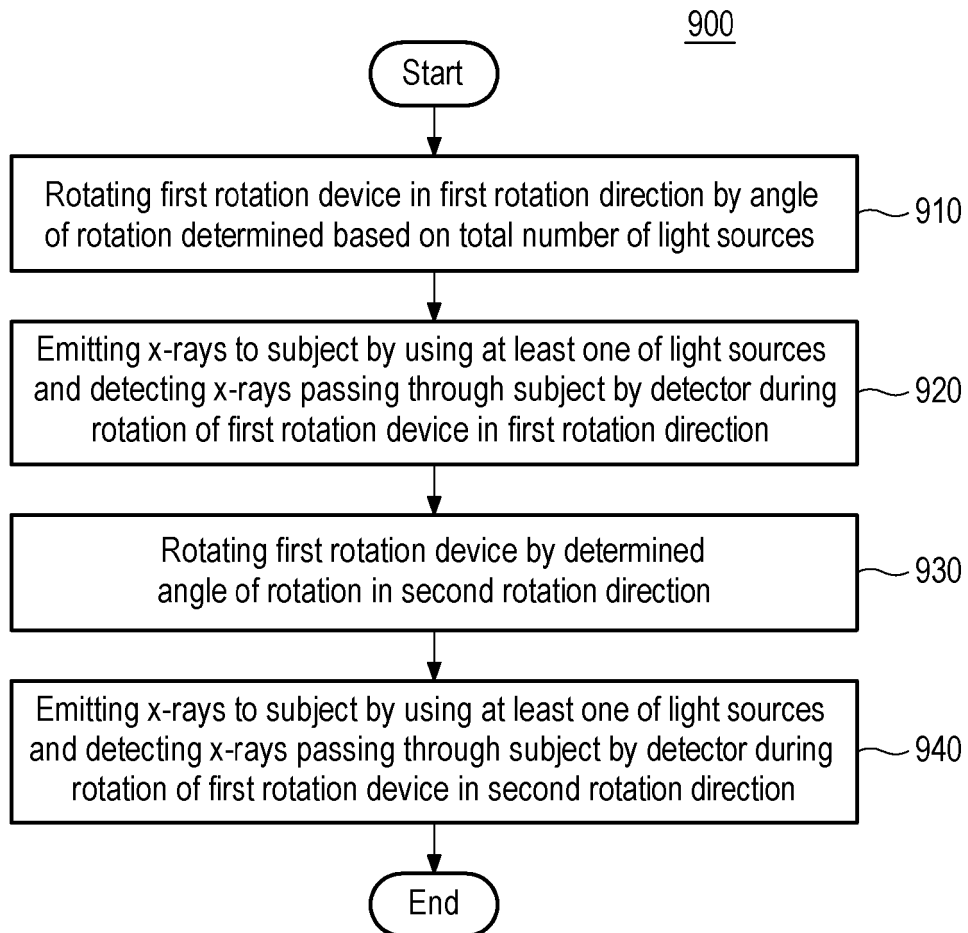 900
Start
Rotating first rotation device in first rotation direction by angle
of rotation determined based on total number of light sources
910
Emitting x-rays to subject by using at least one of light sources
and detecting x-rays passing through subject by detector during
rotation of first rotation device in first rotation direction
920
Rotating first rotation device by determined
angle of rotation in second rotation direction
930
Emitting x-rays to subject by using at least one of light sources
and detecting x-rays passing through subject by detector during
rotation of first rotation device in second rotation direction
940
End